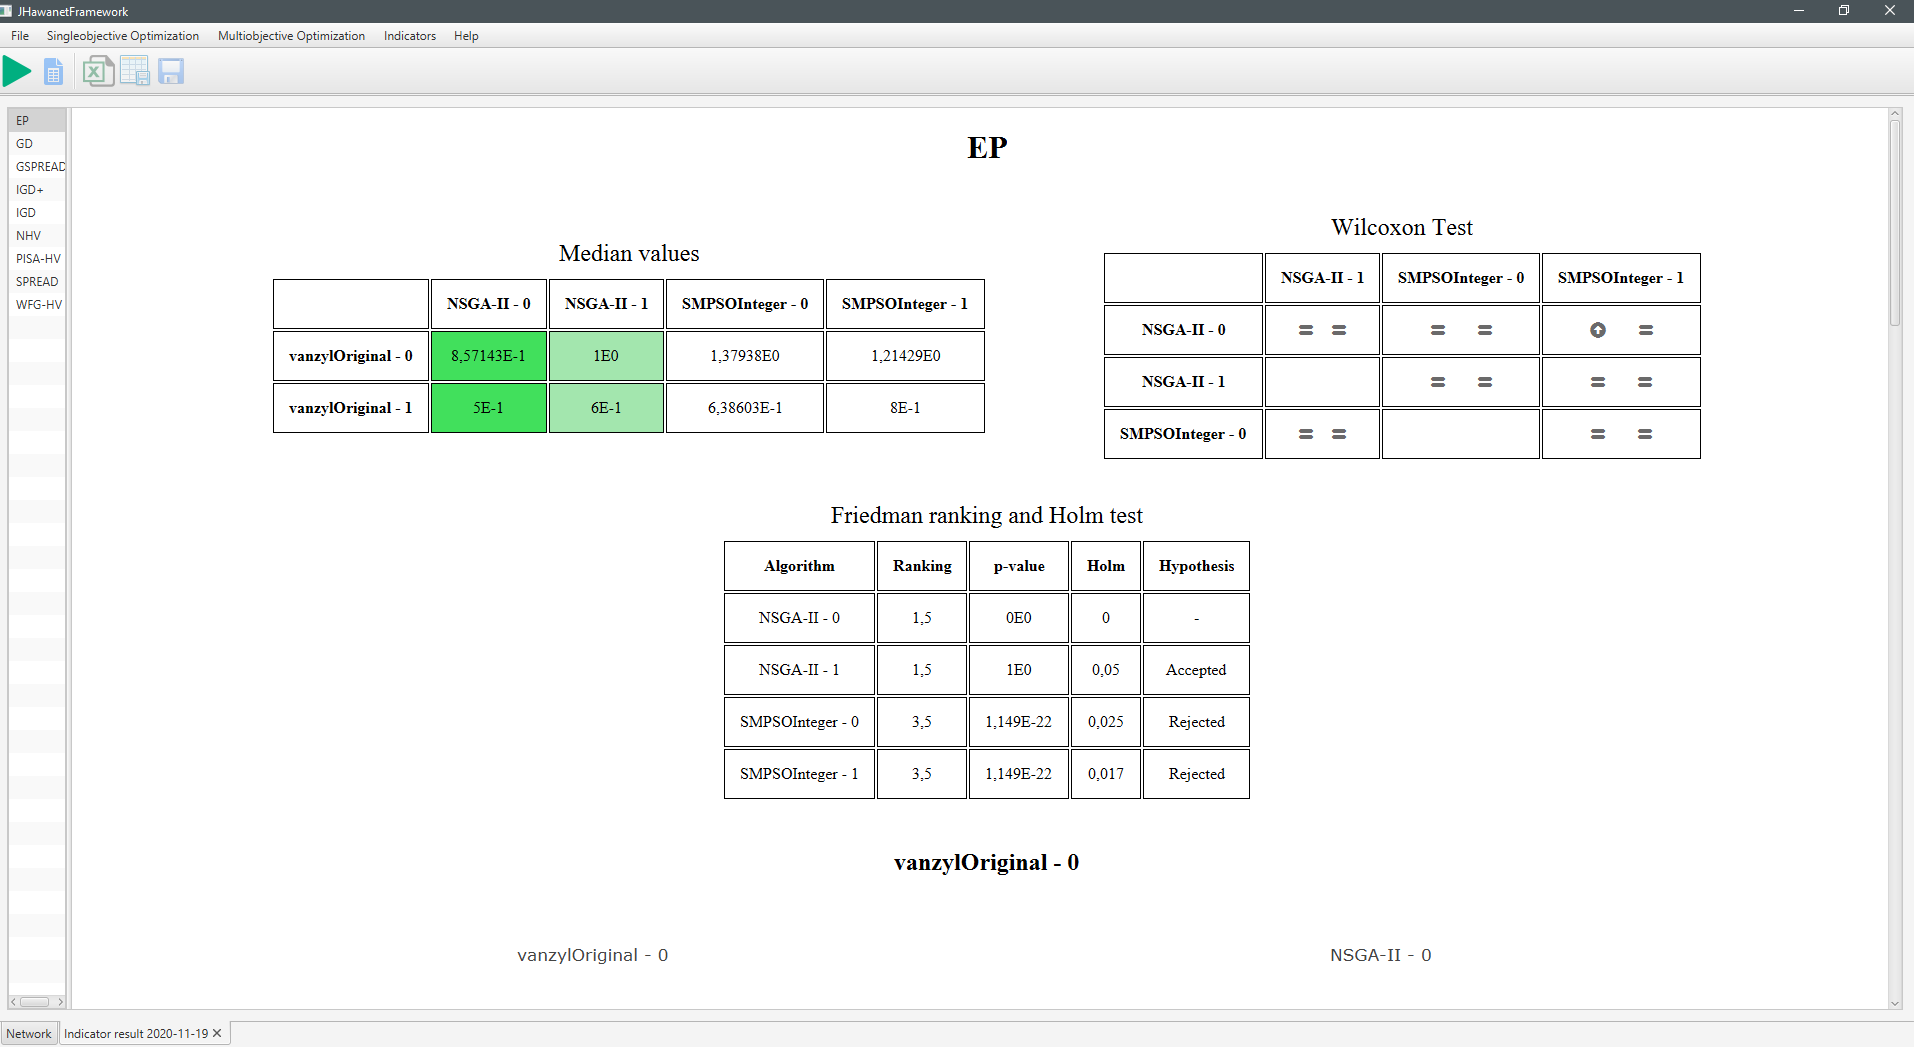 JHawanetFramework
File Singleobjective Optimization Multiobjective Optimization Indicators Help
EP
GD
GSPREAD
IGD+
IGD
NHV
PISA-HV
SPREAD
WFG-HV
EP
Median values
NSGA-II - 0 NSGA-II - 1 SMPSOInteger - 0 SMPSOInteger - 1
vanzylOriginal - 0 8,57143E-1 1E0 1,37938E0 1,21429E0
vanzylOriginal - 1 5E-1 6E-1 6,38603E-1 8E-1
Wilcoxon Test
NSGA-II - 1 SMPSOInteger - 0 SMPSOInteger - 1
NSGA-II - 0 = = = = =
NSGA-II - 1 = = = =
SMPSOInteger - 0 = = = =
Friedman ranking and Holm test
Algorithm Ranking p-value Holm Hypothesis
NSGA-II - 0 1,5 0E0 0 -
NSGA-II - 1 1,5 1E0 0,05 Accepted
SMPSOInteger - 0 3,5 1,149E-22 0,025 Rejected
SMPSOInteger - 1 3,5 1,149E-22 0,017 Rejected
vanzylOriginal - 0
vanzylOriginal - 0 NSGA-II - 0
Network Indicator result 2020-11-19